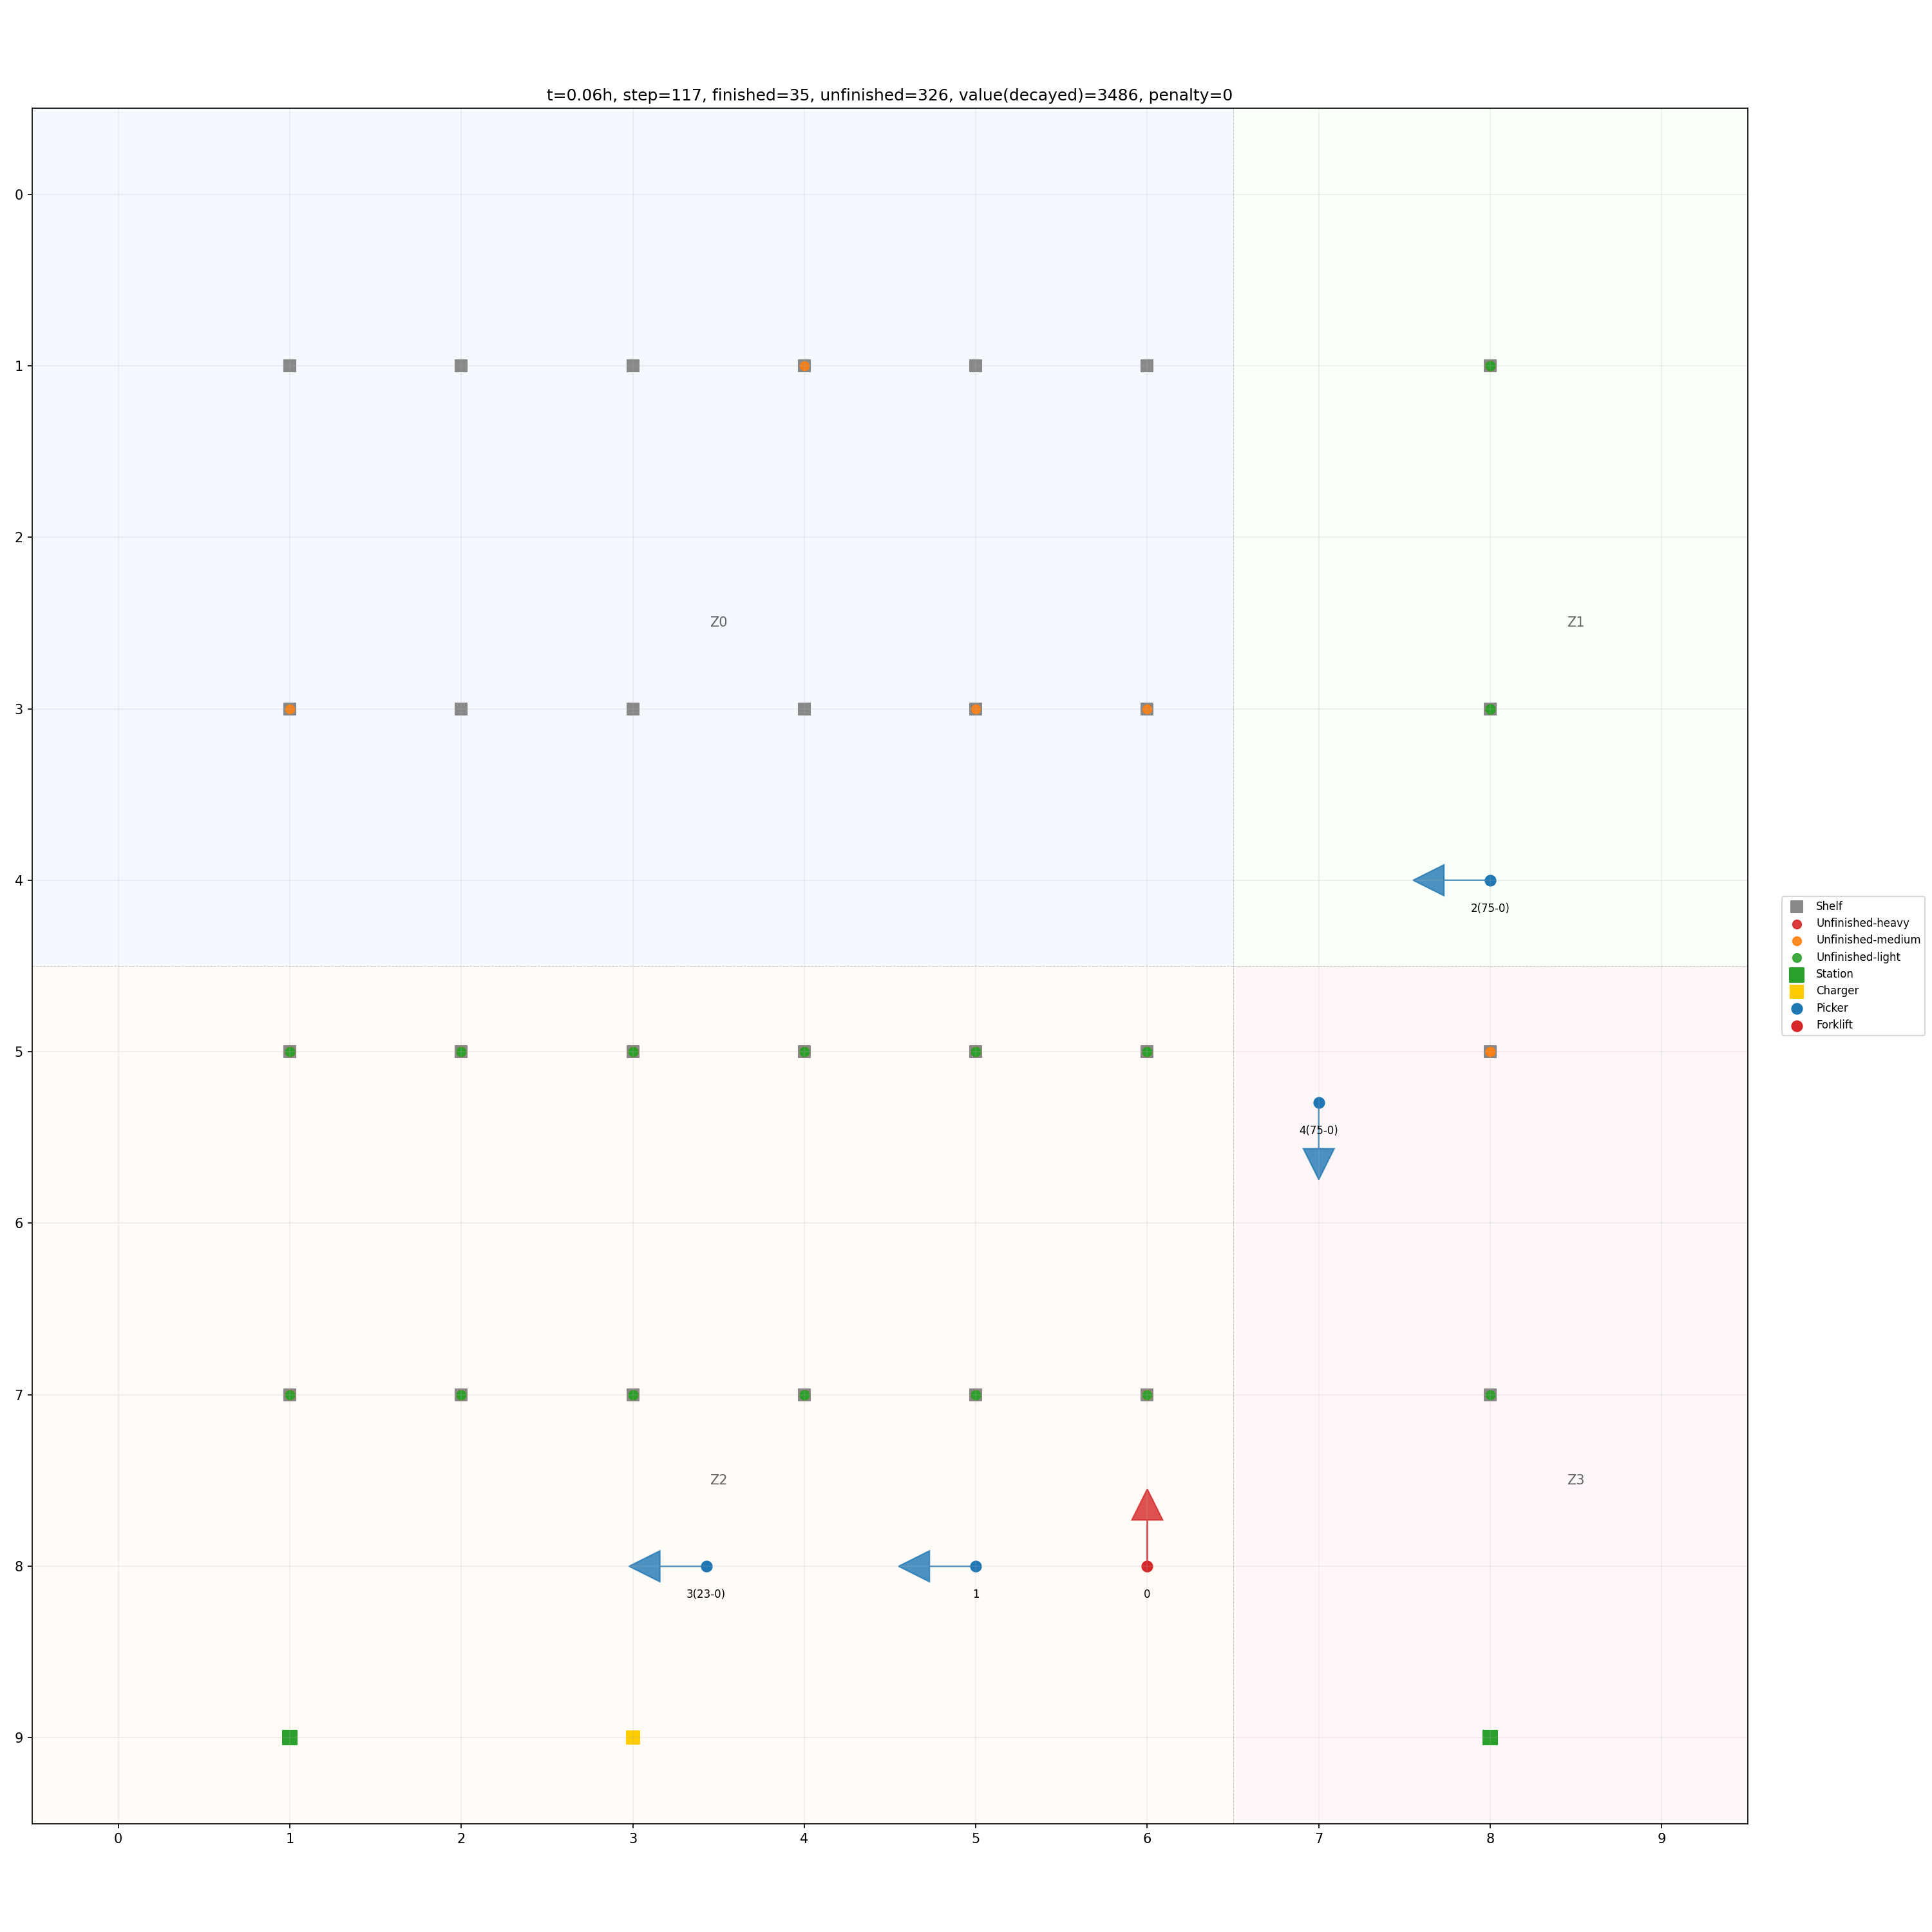 t=0.06h, step=117, finished=35, unfinished=326, value(decayed)=3486, penalty=0
0
1
2
Z0
Z1
3
4
2(75-0)
Shelf
Unfinished-heavy
Unfinished-medium
Unfinished-light
Station
Charger
Picker
Forklift
5
4(75-0)
6
7
Z2
Z3
8
3(23-0)
1
0
9
0
1
2
3
4
5
6
7
8
9